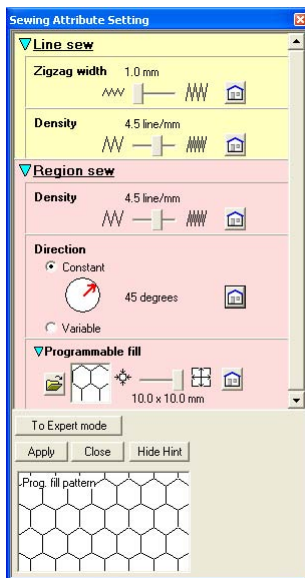 Sewing Attribute Setting
Line sew
Zigzag width 1.0 mm
Density 4.5 line/mm
Region sew
Density 4.5 line/mm
Direction
Constant
45 degrees
Variable
Programmable fill
10.0 x 10.0 mm
To Expert mode
Apply Close Hide Hint
Prog. fill pattern